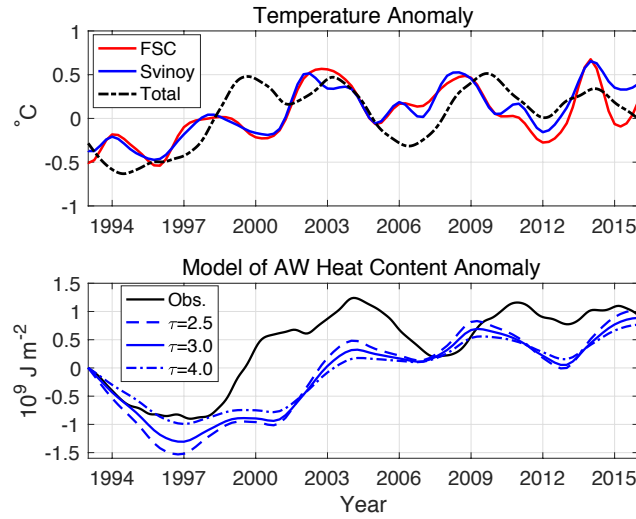 Temperature Anomaly
FSC
Svinoy
Total
°C
1
0.5
0
-0.5
-1
1994 1997 2000 2003 2006 2009 2012 2015
Model of AW Heat Content Anomaly
Obs.
τ=2.5
τ=3.0
τ=4.0
10⁹ J m⁻²
1.5
1
0.5
0
-0.5
-1
-1.5
1994 1997 2000 2003 2006 2009 2012 2015
Year